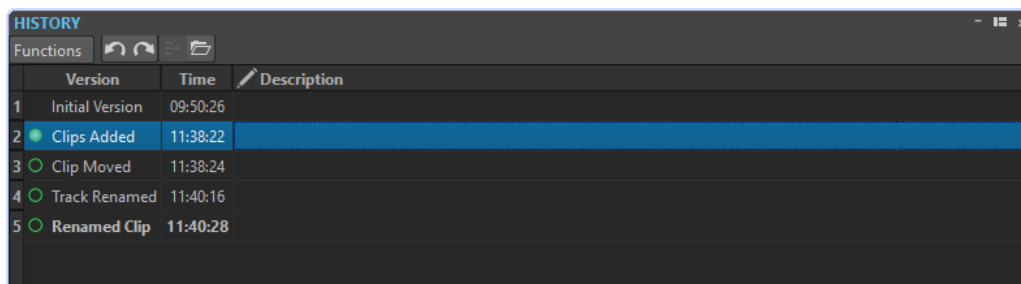 HISTORY
Functions
Version Time Description
1 Initial Version 09:50:26
2 Clips Added 11:38:22
3 Clip Moved 11:38:24
4 Track Renamed 11:40:16
5 Renamed Clip 11:40:28